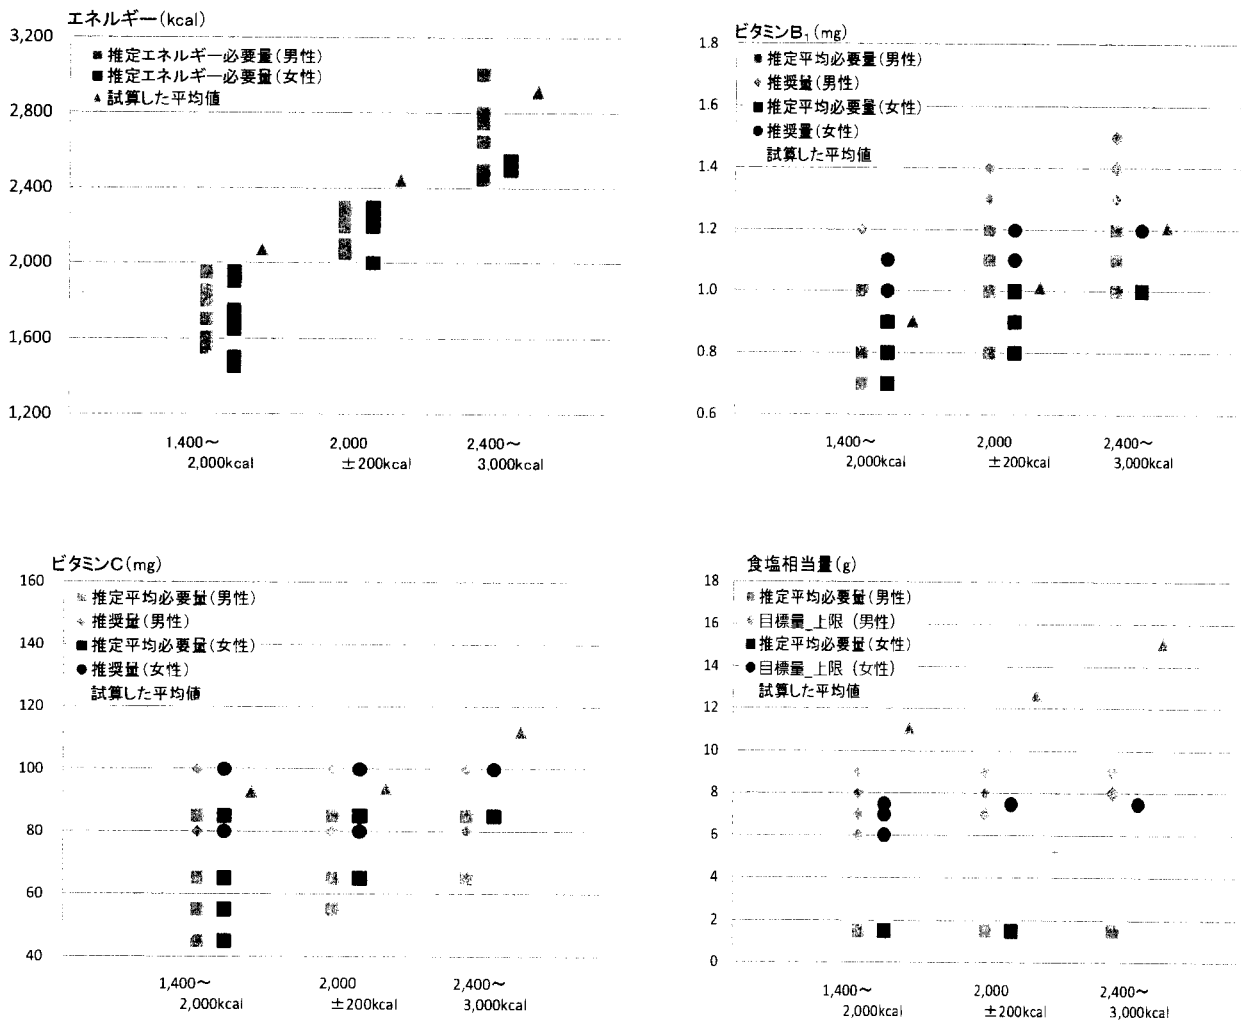 エネルギー(kcal)
3,200
2,800
2,400
2,000
1,600
1,200
推定エネルギー必要量(男性)
推定エネルギー必要量(女性)
試算した平均値
1,400～
2,000kcal
2,000
±200kcal
2,400～
3,000kcal
ビタミンB₁(mg)
1.8
1.6
1.4
1.2
1.0
0.8
0.6
推定平均必要量(男性)
推奨量(男性)
推定平均必要量(女性)
推奨量(女性)
試算した平均値
1,400～
2,000kcal
2,000
±200kcal
2,400～
3,000kcal
ビタミンC(mg)
160
140
120
100
80
60
40
推定平均必要量(男性)
推奨量(男性)
推定平均必要量(女性)
推奨量(女性)
試算した平均値
1,400～
2,000kcal
2,000
±200kcal
2,400～
3,000kcal
食塩相当量(g)
18
16
14
12
10
8
6
4
2
0
推定平均必要量(男性)
目標量_上限 (男性)
推定平均必要量(女性)
目標量_上限 (女性)
試算した平均値
1,400～
2,000kcal
2,000
±200kcal
2,400～
3,000kcal